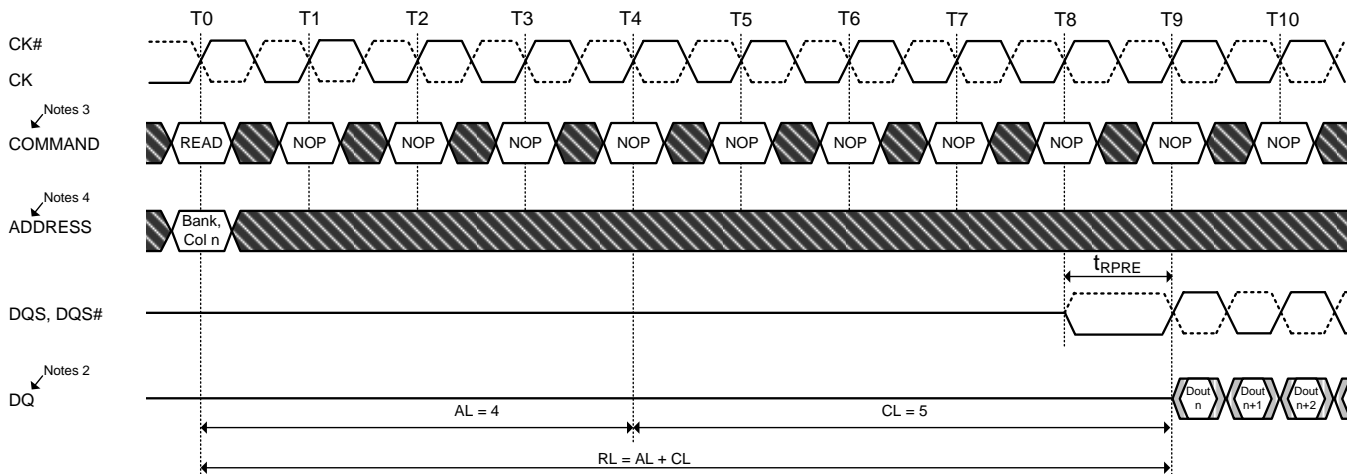 T0 T1 T2 T3 T4 T5 T6 T7 T8 T9 T10
CK#
CK
Notes 3
COMMAND READ NOP NOP NOP NOP NOP NOP NOP NOP NOP NOP
Notes 4
ADDRESS
Bank,
Col n
tRPRE
DQS, DQS#
Notes 2
DQ
Dout Dout Dout
n n+1 n+2
AL = 4 CL = 5
RL = AL + CL